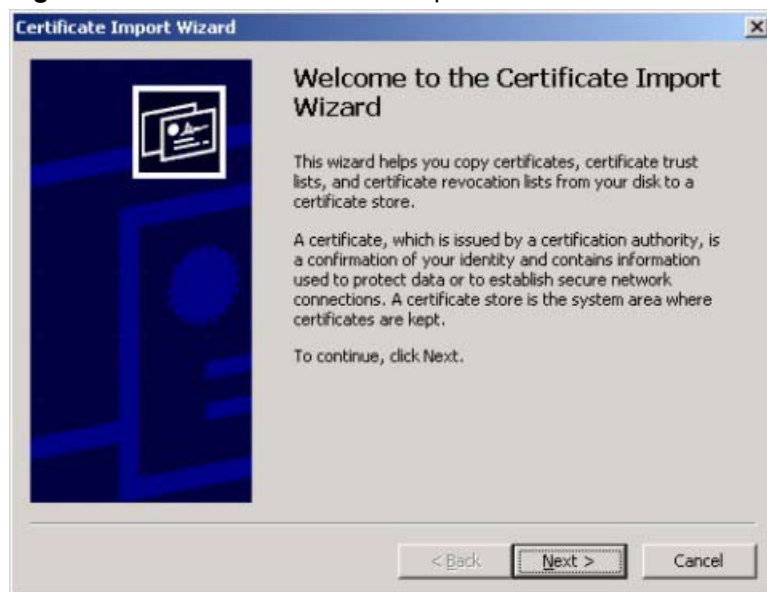 Certificate Import Wizard
Welcome to the Certificate Import
Wizard
This wizard helps you copy certificates, certificate trust
lists, and certificate revocation lists from your disk to a
certificate store.
A certificate, which is issued by a certification authority, is
a confirmation of your identity and contains information
used to protect data or to establish secure network
connections. A certificate store is the system area where
certificates are kept.
To continue, click Next.
< Back
Next >
Cancel